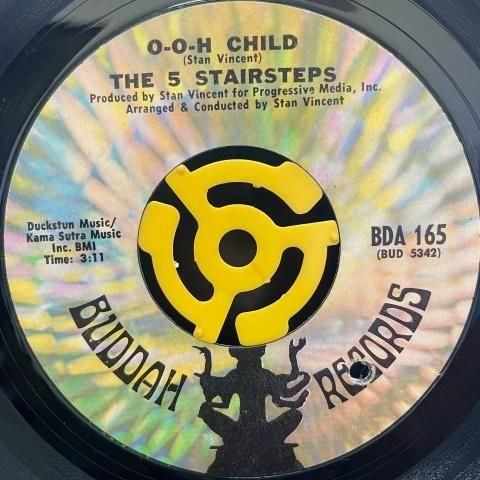 O-O-H CHILD
(Stan Vincent)
THE 5 STAIRSTEPS
Produced by Stan Vincent for Progressive Media, Inc.
Arranged & Conducted by Stan Vincent
Duckstun Music/
Kama Sutra Music
Inc. BMI
Time: 3:11
BDA 165
(BUD 5342)
BUDDAH RECORDS